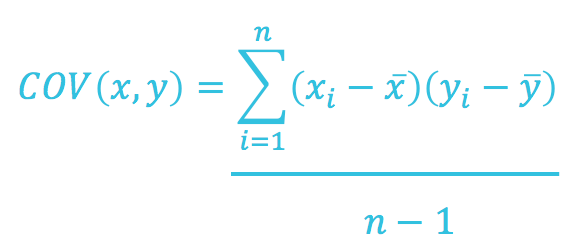 n
COV(x, y) = ∑(xᵢ − x̄)(yᵢ − ȳ)
i=1
n − 1